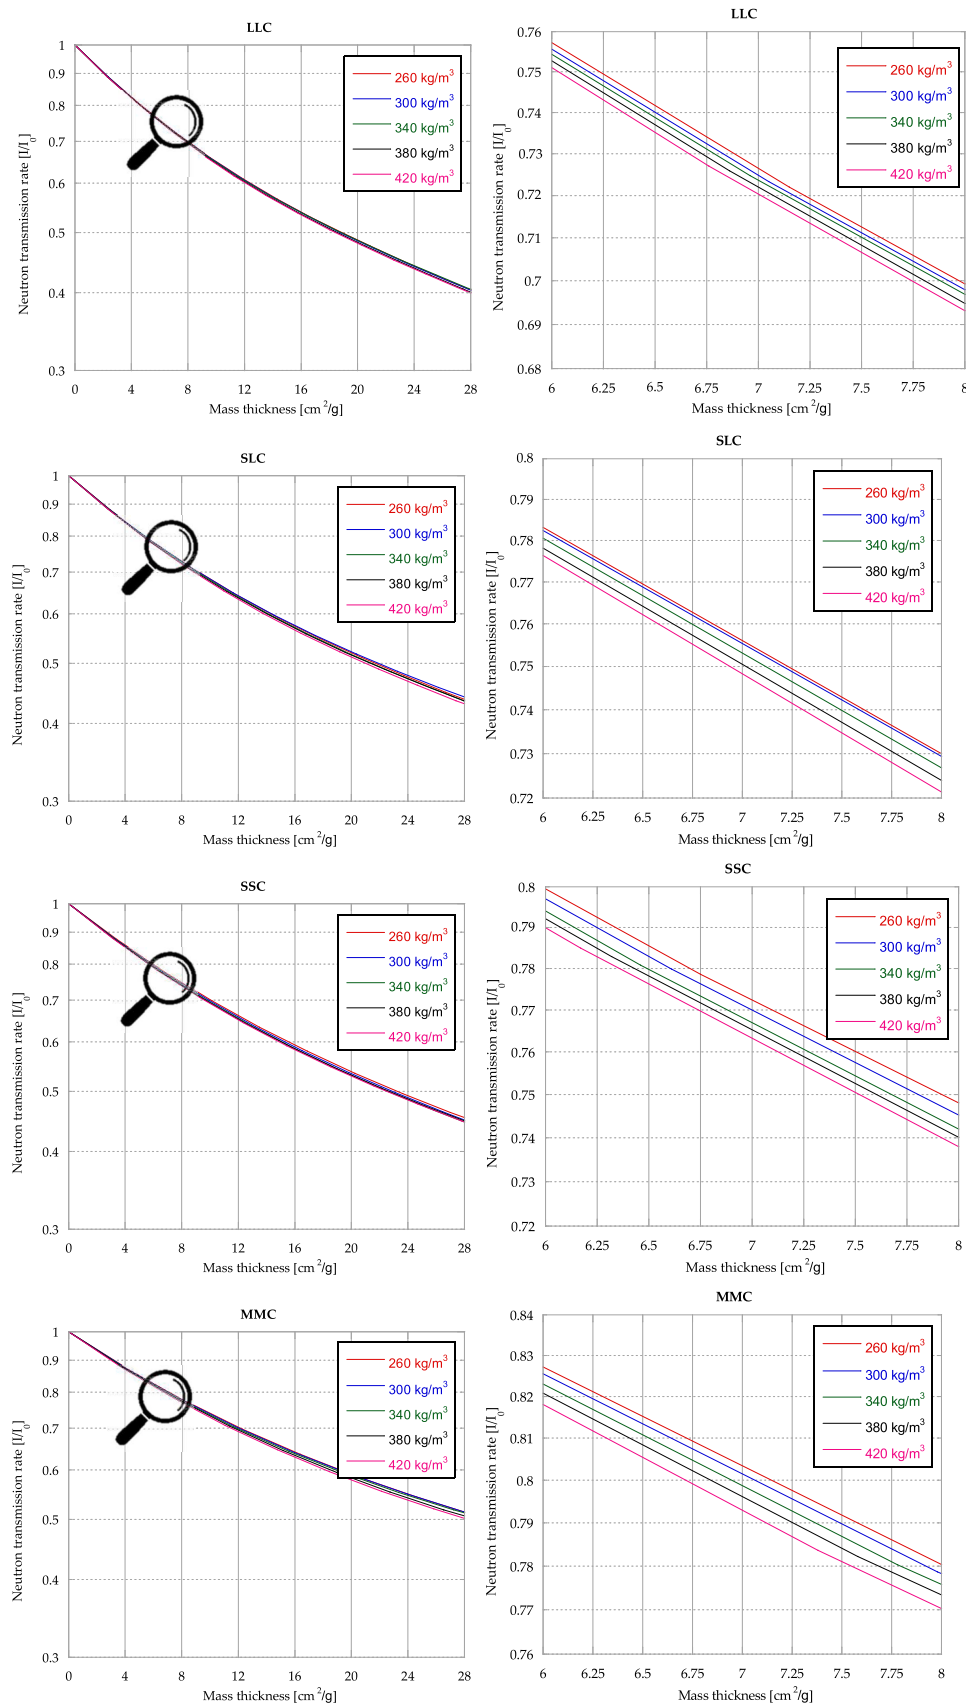 LLC
1
0.9
0.8
0.7
0.6
0.5
0.4
0.3
0 4 8 12 16 20 24 28
Neutron transmission rate [I/I₀]
Mass thickness [cm²/g]
260 kg/m³
300 kg/m³
340 kg/m³
380 kg/m³
420 kg/m³
LLC
0.76
0.75
0.74
0.73
0.72
0.71
0.7
0.69
0.68
6 6.25 6.5 6.75 7 7.25 7.5 7.75 8
Neutron transmission rate [I/I₀]
Mass thickness [cm²/g]
260 kg/m³
300 kg/m³
340 kg/m³
380 kg/m³
420 kg/m³
SLC
1
0.9
0.8
0.7
0.6
0.5
0.4
0.3
0 4 8 12 16 20 24 28
Neutron transmission rate [I/I₀]
Mass thickness [cm²/g]
260 kg/m³
300 kg/m³
340 kg/m³
380 kg/m³
420 kg/m³
SLC
0.8
0.79
0.78
0.77
0.76
0.75
0.74
0.73
0.72
6 6.25 6.5 6.75 7 7.25 7.5 7.75 8
Neutron transmission rate [I/I₀]
Mass thickness [cm²/g]
260 kg/m³
300 kg/m³
340 kg/m³
380 kg/m³
420 kg/m³
SSC
1
0.9
0.8
0.7
0.6
0.5
0.4
0.3
0 4 8 12 16 20 24 28
Neutron transmission rate [I/I₀]
Mass thickness [cm²/g]
260 kg/m³
300 kg/m³
340 kg/m³
380 kg/m³
420 kg/m³
SSC
0.8
0.79
0.78
0.77
0.76
0.75
0.74
0.73
0.72
6 6.25 6.5 6.75 7 7.25 7.5 7.75 8
Neutron transmission rate [I/I₀]
Mass thickness [cm²/g]
260 kg/m³
300 kg/m³
340 kg/m³
380 kg/m³
420 kg/m³
MMC
1
0.9
0.8
0.7
0.6
0.5
0.4
0.3
0 4 8 12 16 20 24 28
Neutron transmission rate [I/I₀]
Mass thickness [cm²/g]
260 kg/m³
300 kg/m³
340 kg/m³
380 kg/m³
420 kg/m³
MMC
0.84
0.83
0.82
0.81
0.8
0.79
0.78
0.77
0.76
6 6.25 6.5 6.75 7 7.25 7.5 7.75 8
Neutron transmission rate [I/I₀]
Mass thickness [cm²/g]
260 kg/m³
300 kg/m³
340 kg/m³
380 kg/m³
420 kg/m³